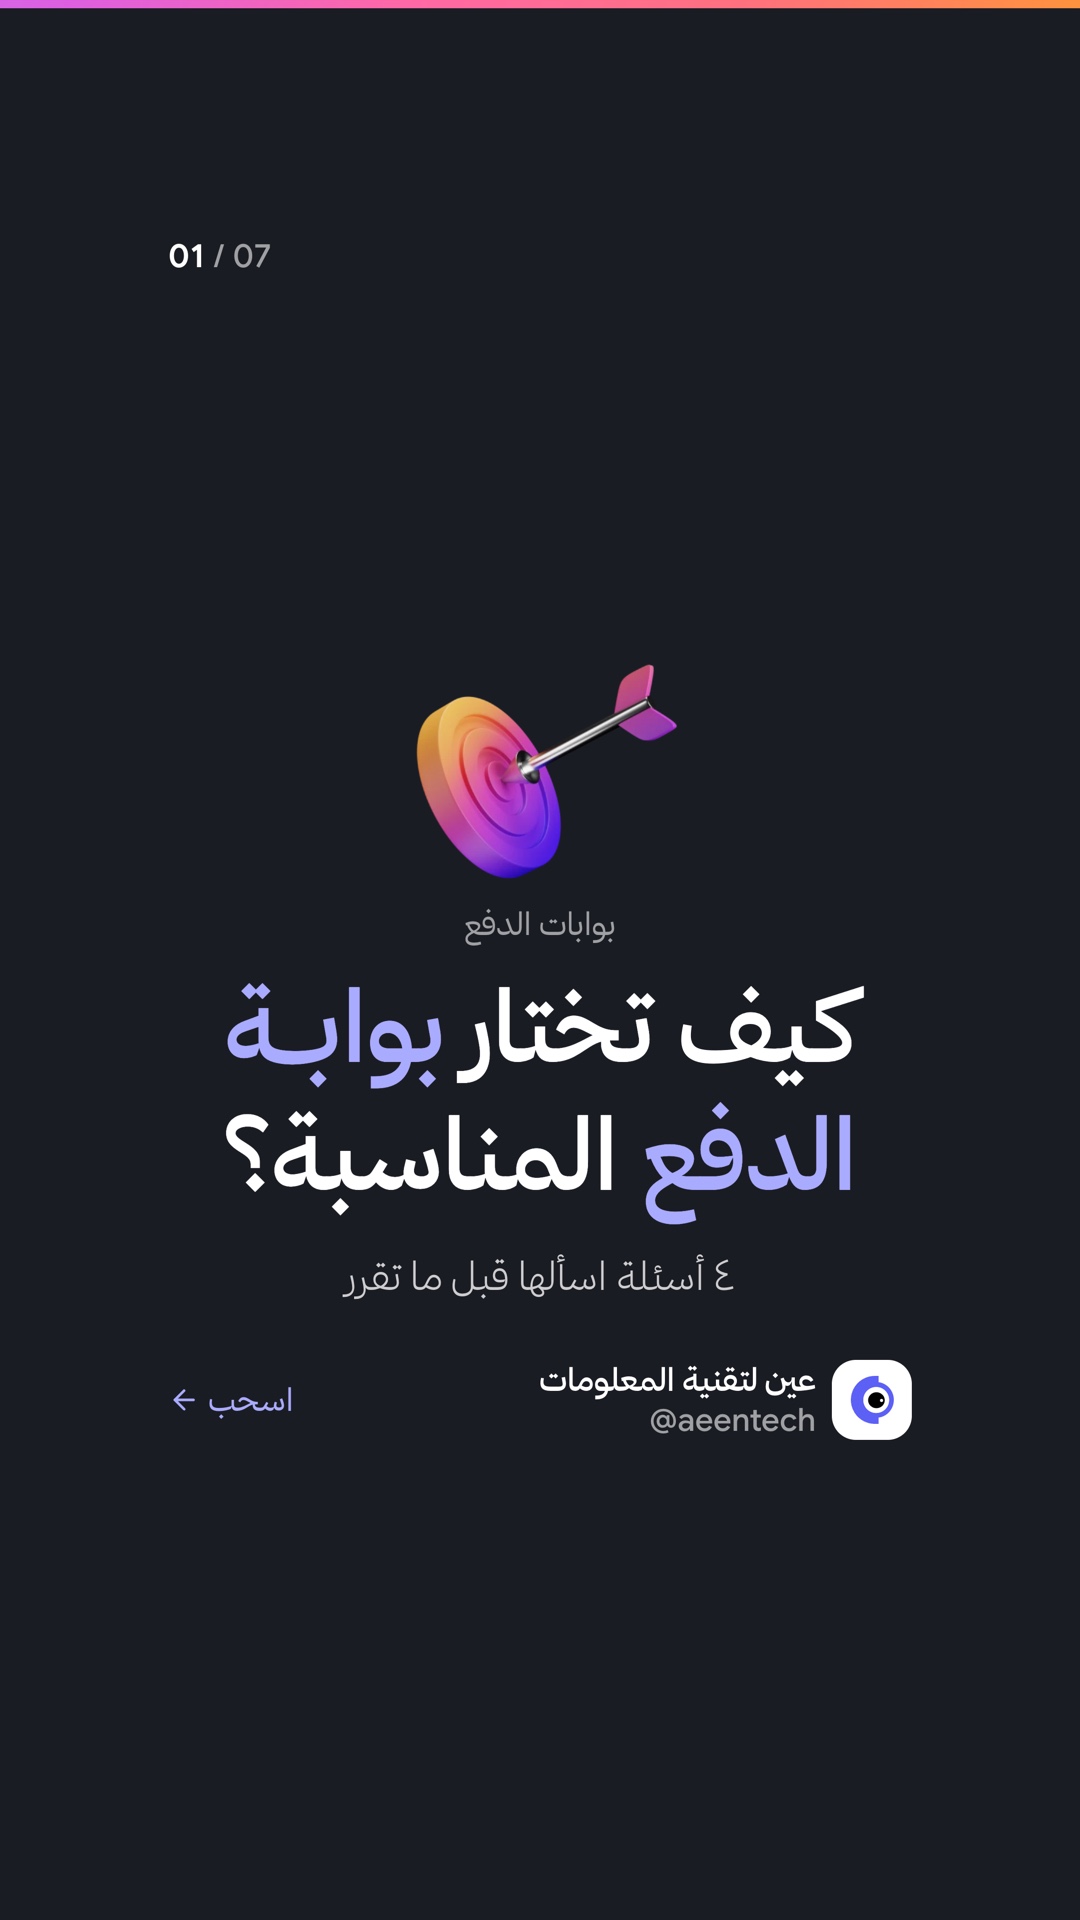 01 / 07
بوابات الدفع
كيف تختار بوابة
الدفع المناسبة؟
٤ أسئلة اسألها قبل ما تقرر
عين لتقنية المعلومات
@aeentech
اسحب ←